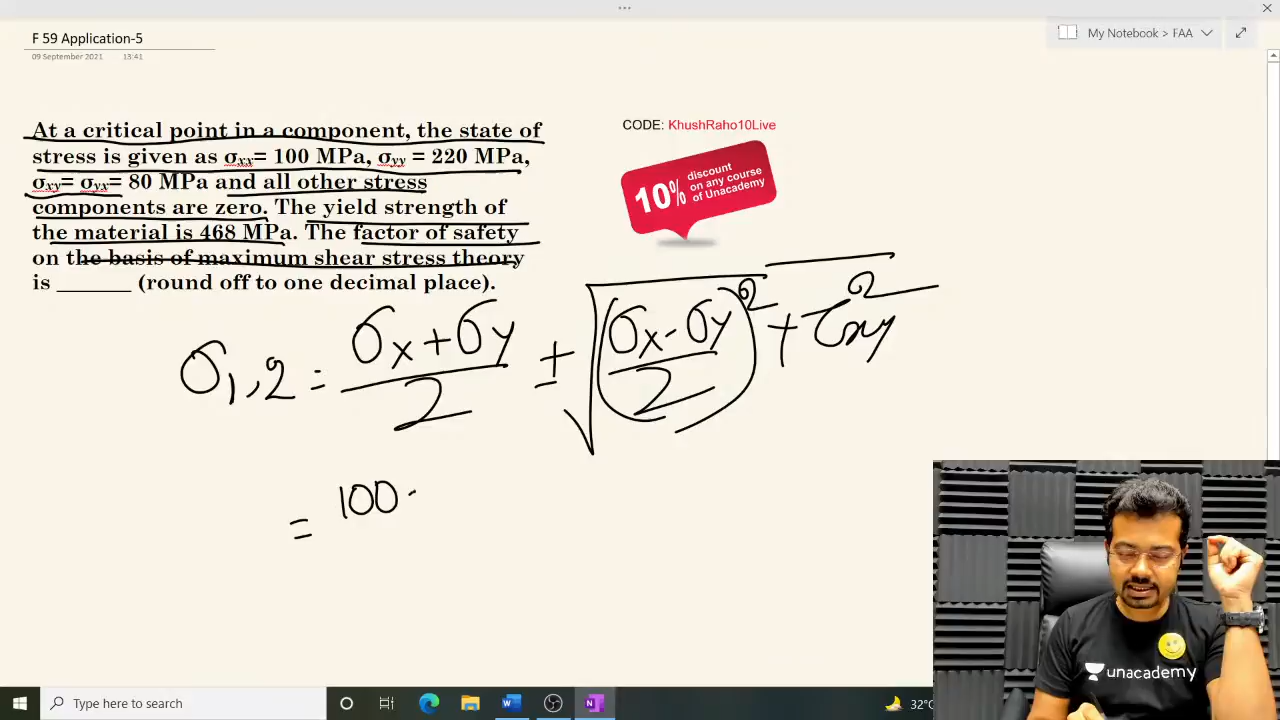 F 59 Application-5
My Notebook > FAA
09 September 2021 13:41
At a critical point in a component, the state of
stress is given as σxx= 100 MPa, σyy = 220 MPa,
σxy= σyx= 80 MPa and all other stress
components are zero. The yield strength of
the material is 468 MPa. The factor of safety
on the basis of maximum shear stress theory
is ______ (round off to one decimal place).
CODE: KhushRaho10Live
10% discount
on any course
of Unacademy
σ1,2 = (σx+σy)/2 ± √((σx-σy)/2)² + τxy²
= 100
unacademy
Type here to search
32°C